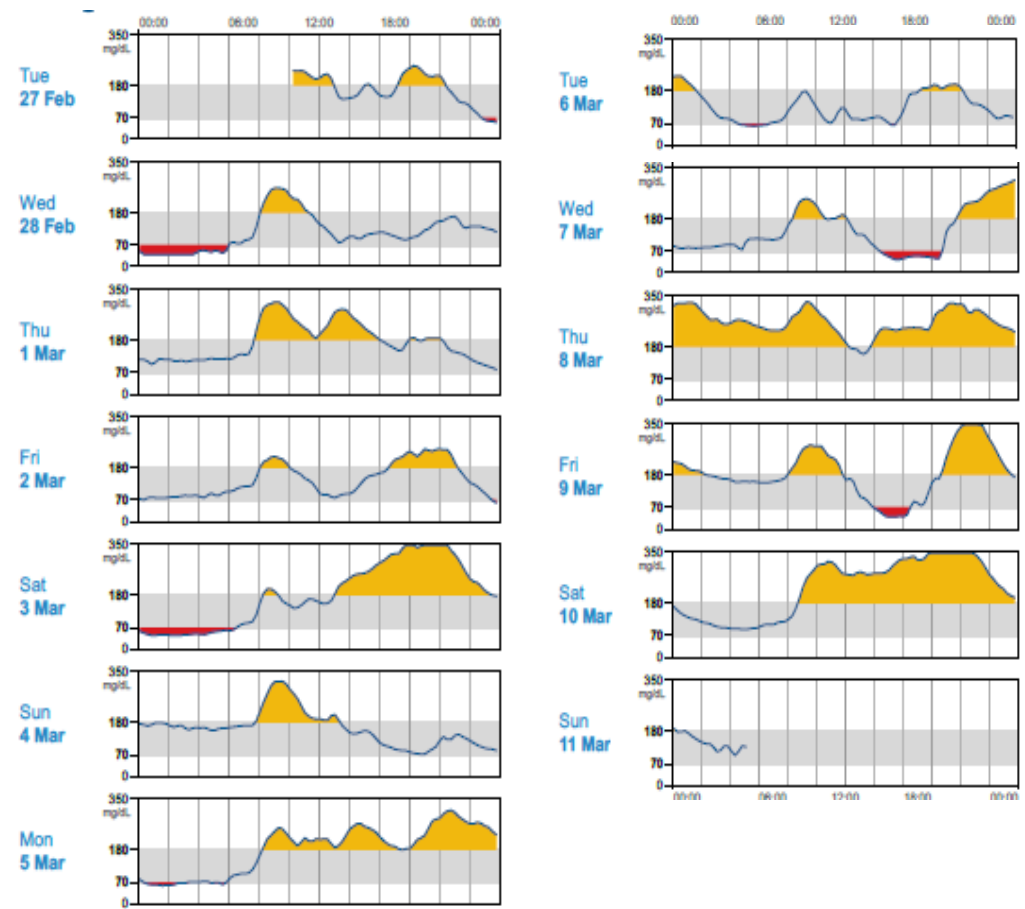 00:00 06:00 12:00 18:00 00:00
350
mg/dL
Tue
27 Feb
180
70
0
350
mg/dL
Wed
28 Feb
180
70
0
350
mg/dL
Thu
1 Mar
180
70
0
350
mg/dL
Fri
2 Mar
180
70
0
350
mg/dL
Sat
3 Mar
180
70
0
350
mg/dL
Sun
4 Mar
180
70
0
350
mg/dL
Mon
5 Mar
180
70
0
00:00 06:00 12:00 18:00 00:00
350
mg/dL
Tue
6 Mar
180
70
0
350
mg/dL
Wed
7 Mar
180
70
0
350
mg/dL
Thu
8 Mar
180
70
0
350
mg/dL
Fri
9 Mar
180
70
0
350
mg/dL
Sat
10 Mar
180
70
0
350
mg/dL
Sun
11 Mar
180
70
0
00:00 06:00 12:00 18:00 00:00